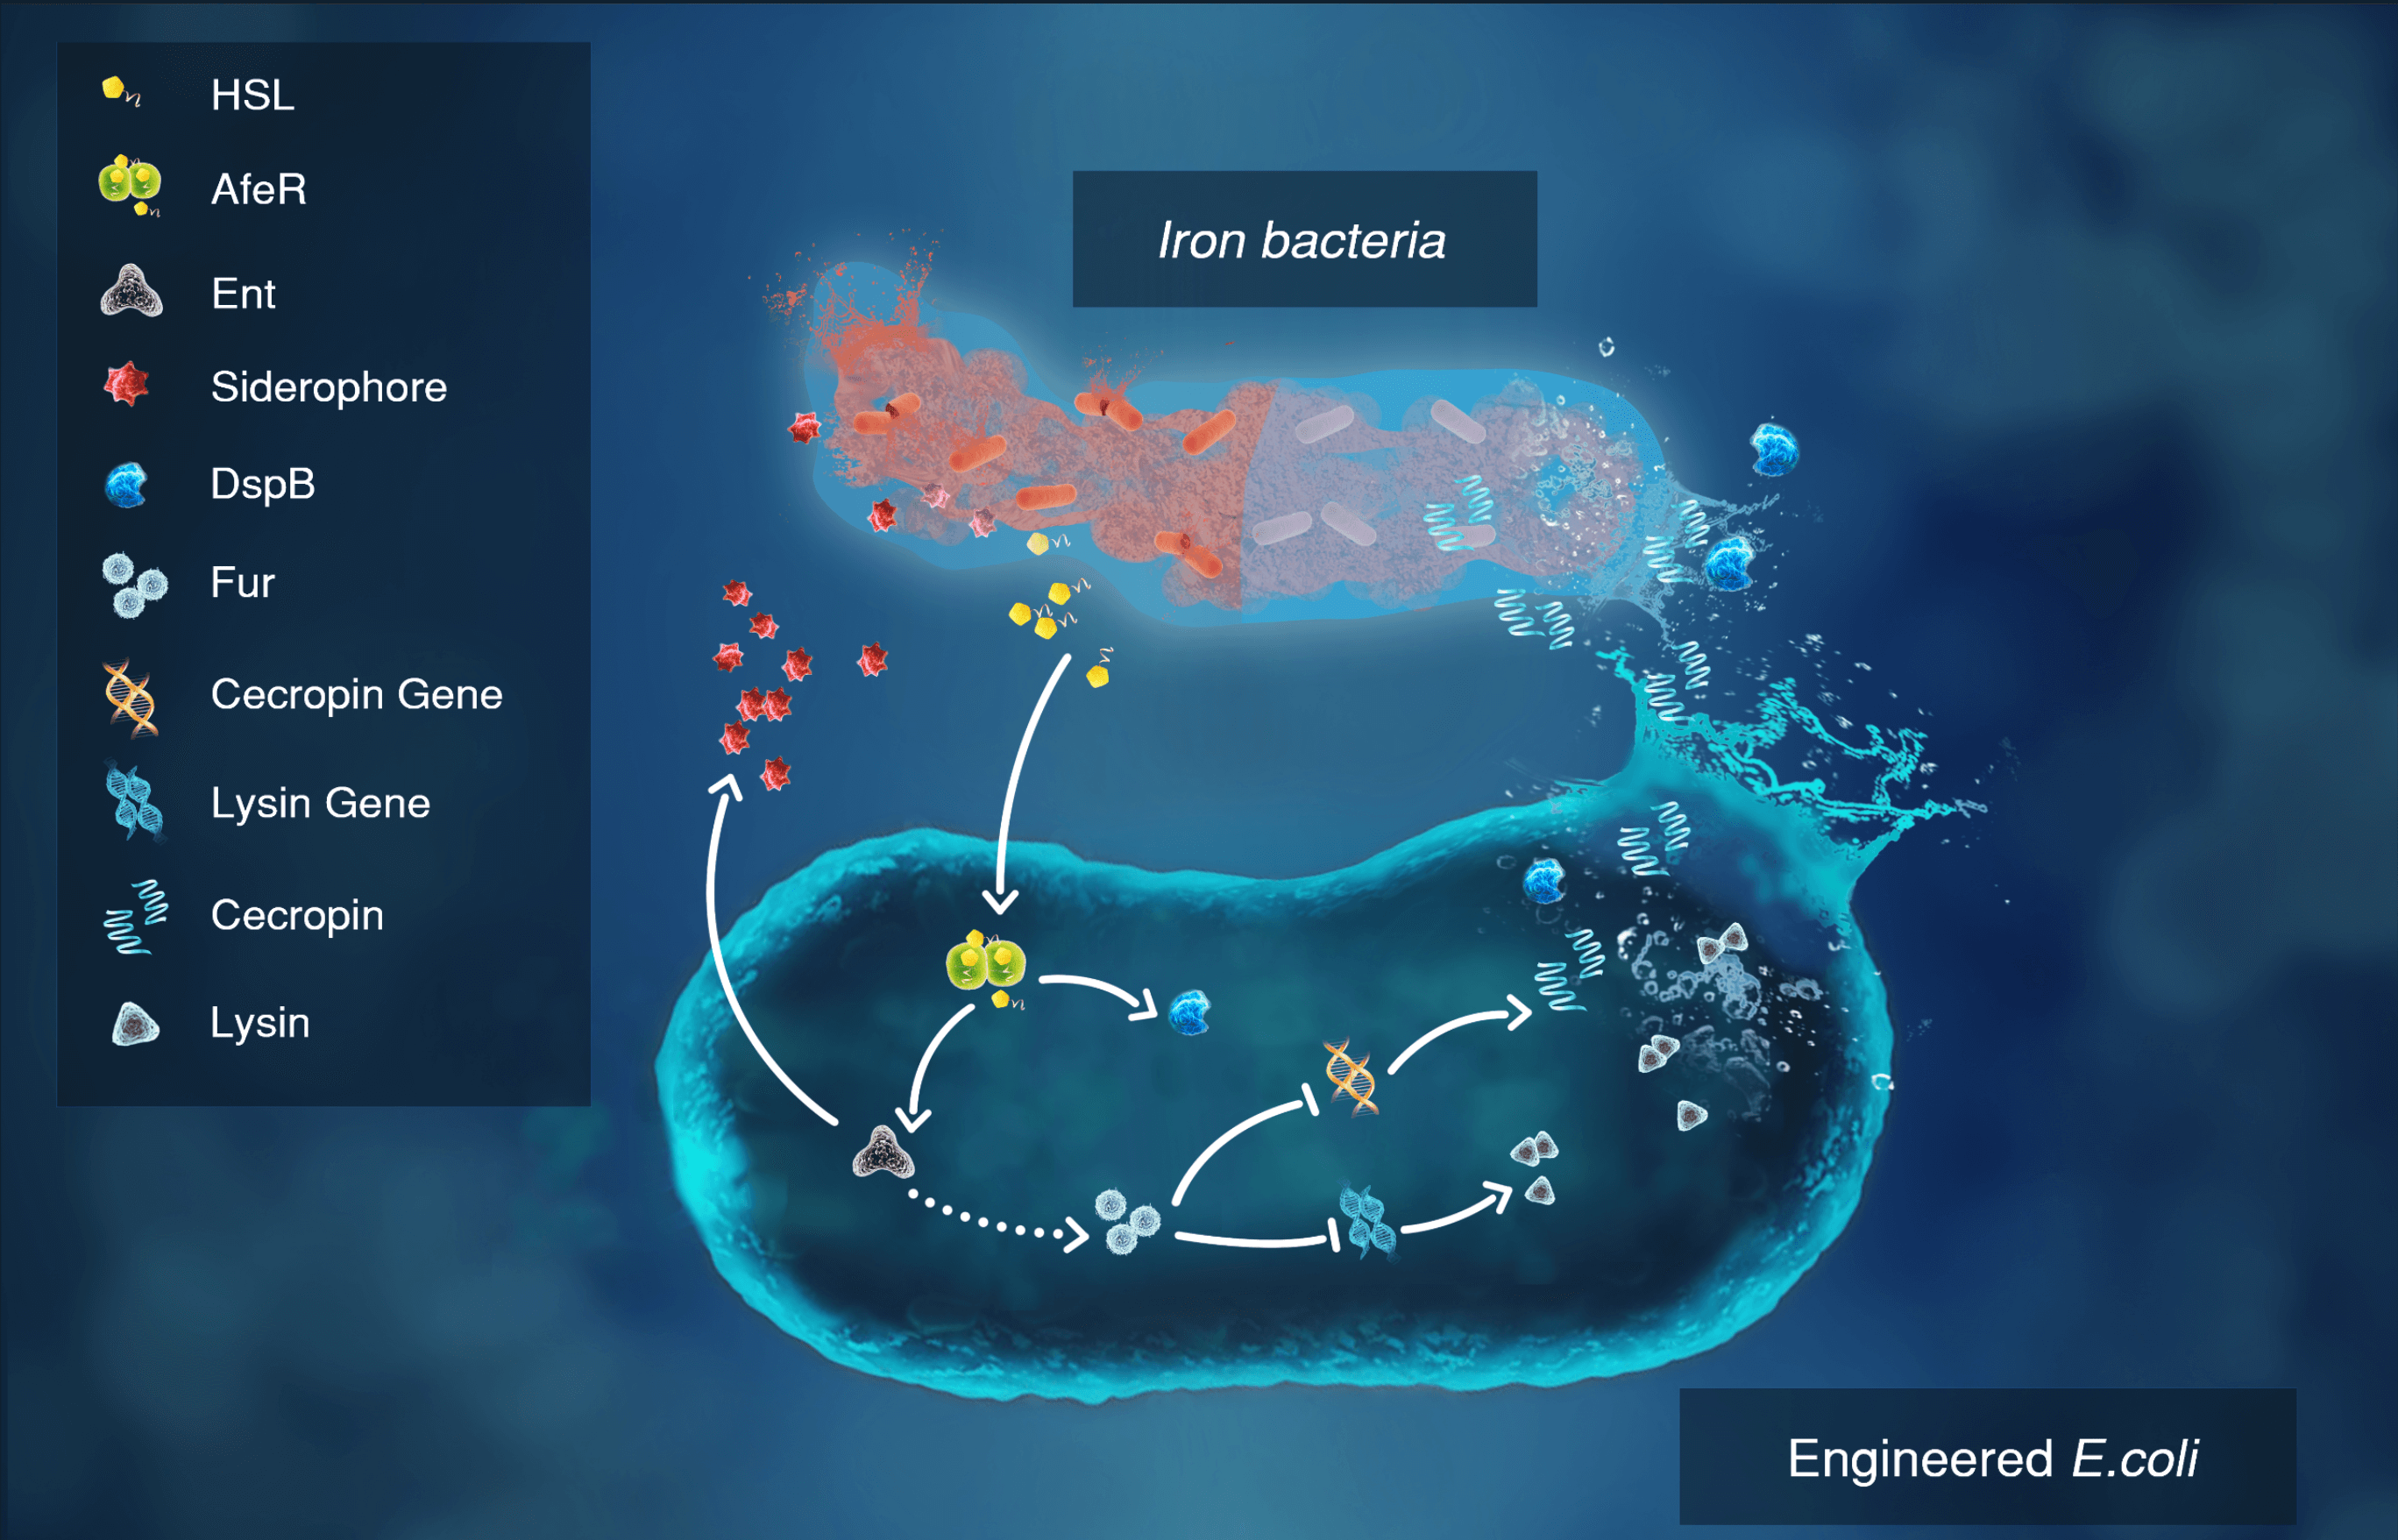 HSL
AfeR
Ent
Siderophore
DspB
Fur
Cecropin Gene
Lysin Gene
Cecropin
Lysin
Iron bacteria
Engineered E.coli